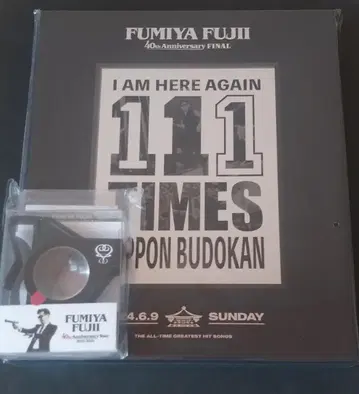 FUMIYA FUJII
40th Anniversary FINAL
I AM HERE AGAIN
111
TIMES
PPON BUDOKAN
4.6.9 SUNDAY
THE ALL-TIME GREATEST HIT SONGS
FUMIYA
FUJII
40th Anniversary Tour